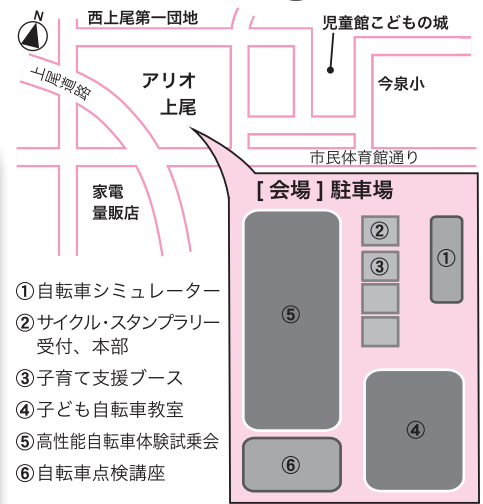 N
西上尾第一団地
児童館こどもの城
上尾道路
アリオ
上尾
今泉小
市民体育館通り
家電
量販店
[ 会場 ] 駐車場
②
①
③
⑤
④
⑥
①自転車シミュレーター
②サイクル・スタンプラリー
受付、本部
③子育て支援ブース
④子ども自転車教室
⑤高性能自転車体験試乗会
⑥自転車点検講座